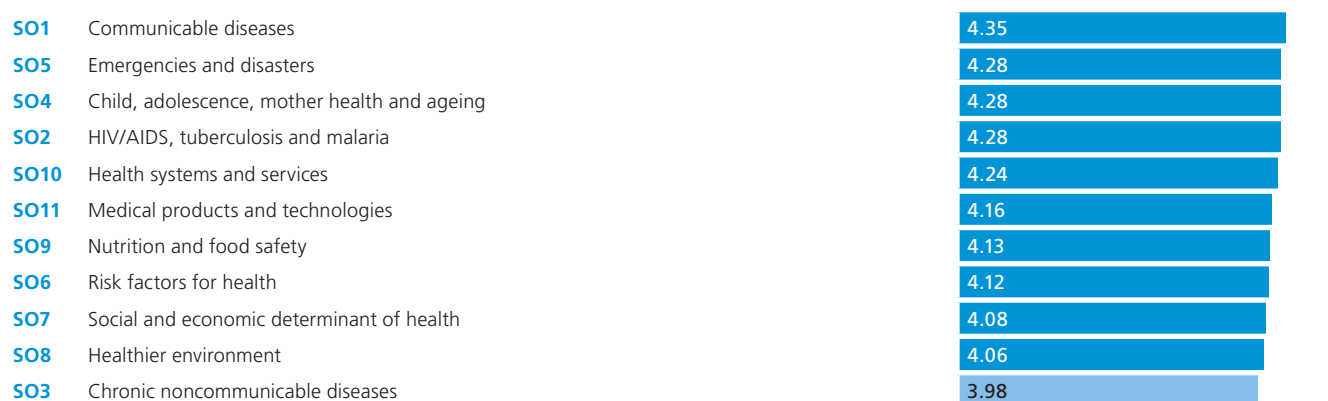 SO1 Communicable diseases 4.35
SO5 Emergencies and disasters 4.28
SO4 Child, adolescence, mother health and ageing 4.28
SO2 HIV/AIDS, tuberculosis and malaria 4.28
SO10 Health systems and services 4.24
SO11 Medical products and technologies 4.16
SO9 Nutrition and food safety 4.13
SO6 Risk factors for health 4.12
SO7 Social and economic determinant of health 4.08
SO8 Healthier environment 4.06
SO3 Chronic noncommunicable diseases 3.98